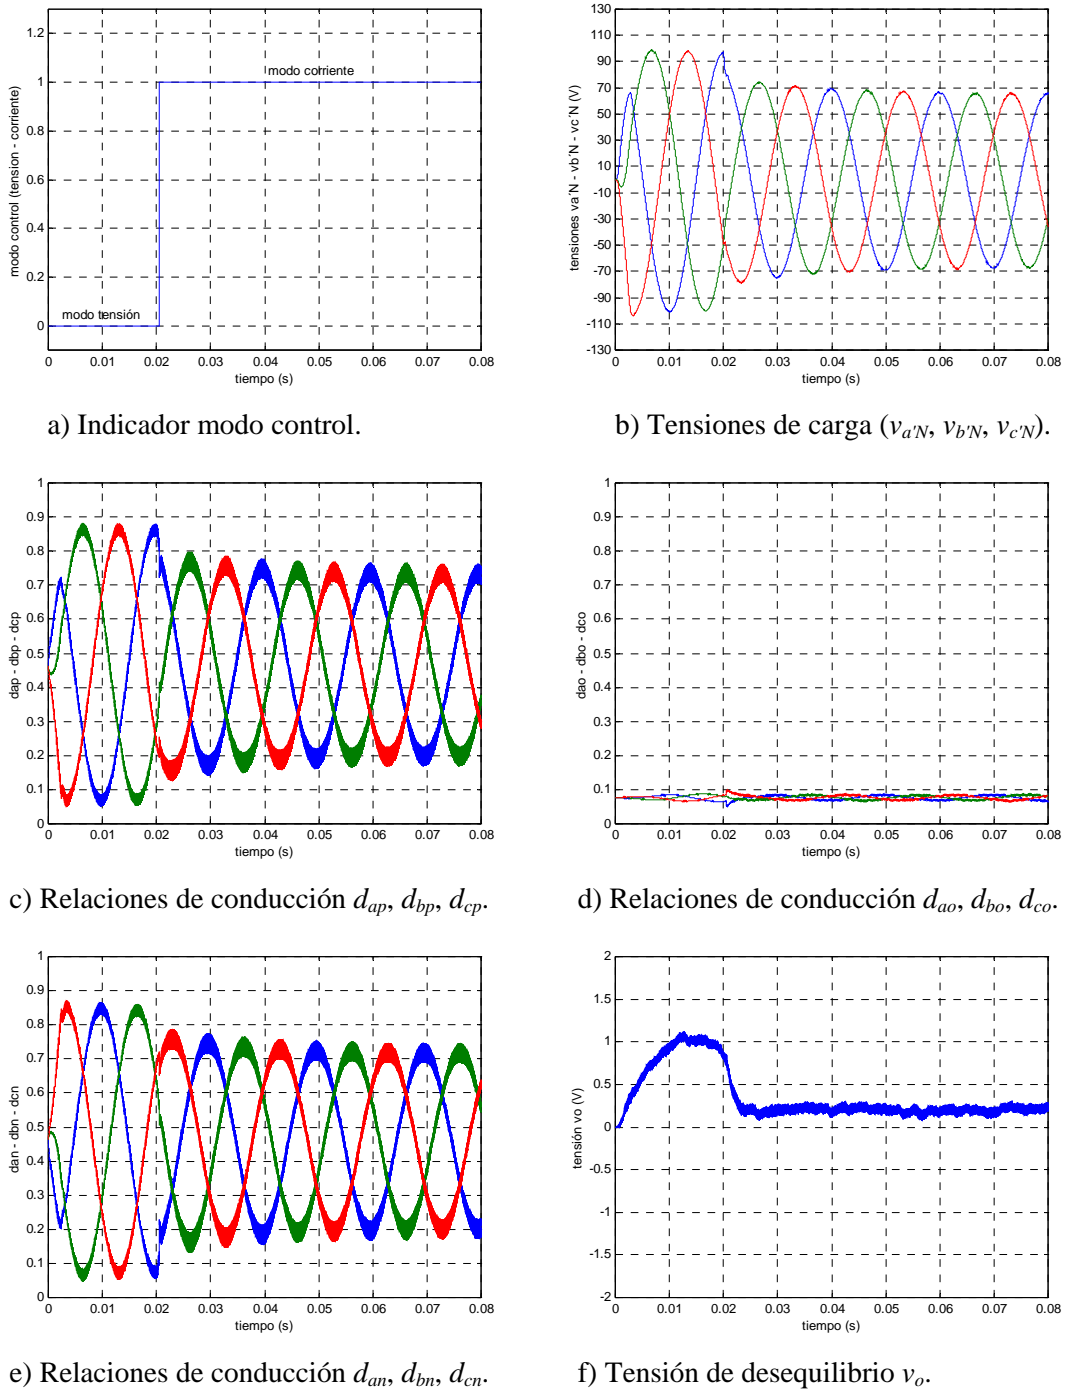 1.2
1
0.8
0.6
0.4
0.2
0
modo control (tension - corriente)
modo corriente
modo tensión
0 0.01 0.02 0.03 0.04 0.05 0.06 0.07 0.08
tiempo (s)
a) Indicador modo control.
130
110
90
70
50
30
10
-10
-30
-50
-70
-90
-110
-130
tensiones va´N - vb´N - vc´N (V)
0 0.01 0.02 0.03 0.04 0.05 0.06 0.07 0.08
tiempo (s)
b) Tensiones de carga (va'N, vb'N, vc'N).
1
0.9
0.8
0.7
0.6
0.5
0.4
0.3
0.2
0.1
0
dap - dbp - dcp
0 0.01 0.02 0.03 0.04 0.05 0.06 0.07 0.08
tiempo (s)
c) Relaciones de conducción dap, dbp, dcp.
1
0.9
0.8
0.7
0.6
0.5
0.4
0.3
0.2
0.1
0
dao - dbo - dco
0 0.01 0.02 0.03 0.04 0.05 0.06 0.07 0.08
tiempo (s)
d) Relaciones de conducción dao, dbo, dco.
1
0.9
0.8
0.7
0.6
0.5
0.4
0.3
0.2
0.1
0
dan - dbn - dcn
0 0.01 0.02 0.03 0.04 0.05 0.06 0.07 0.08
tiempo (s)
e) Relaciones de conducción dan, dbn, dcn.
2
1.5
1
0.5
0
-0.5
-1
-1.5
-2
tensión vo (V)
0 0.01 0.02 0.03 0.04 0.05 0.06 0.07 0.08
tiempo (s)
f) Tensión de desequilibrio vo.